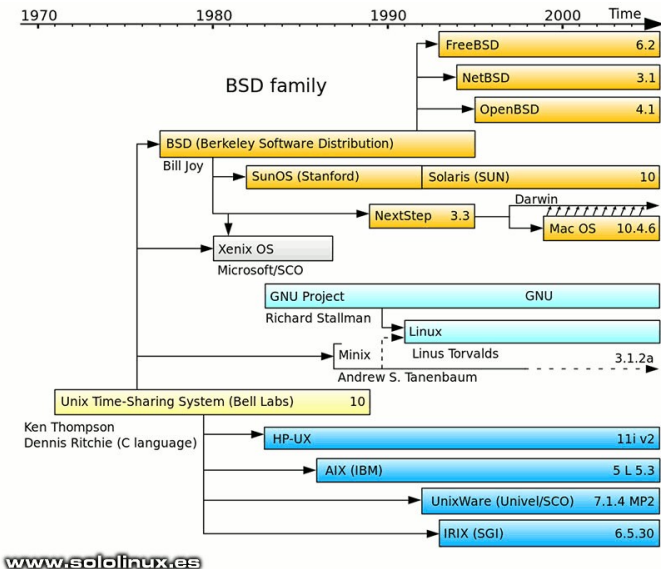 1970 1980 1990 2000 Time
FreeBSD 6.2
NetBSD 3.1
BSD family
OpenBSD 4.1
BSD (Berkeley Software Distribution)
Bill Joy
SunOS (Stanford) Solaris (SUN) 10
Darwin
NextStep 3.3
Mac OS 10.4.6
Xenix OS
Microsoft/SCO
GNU Project GNU
Richard Stallman
Linux
Linus Torvalds
Minix
3.1.2a
Andrew S. Tanenbaum
Unix Time-Sharing System (Bell Labs) 10
Ken Thompson
Dennis Ritchie (C language)
HP-UX 11i v2
AIX (IBM) 5 L 5.3
UnixWare (Univel/SCO) 7.1.4 MP2
IRIX (SGI) 6.5.30
www.sololinux.es